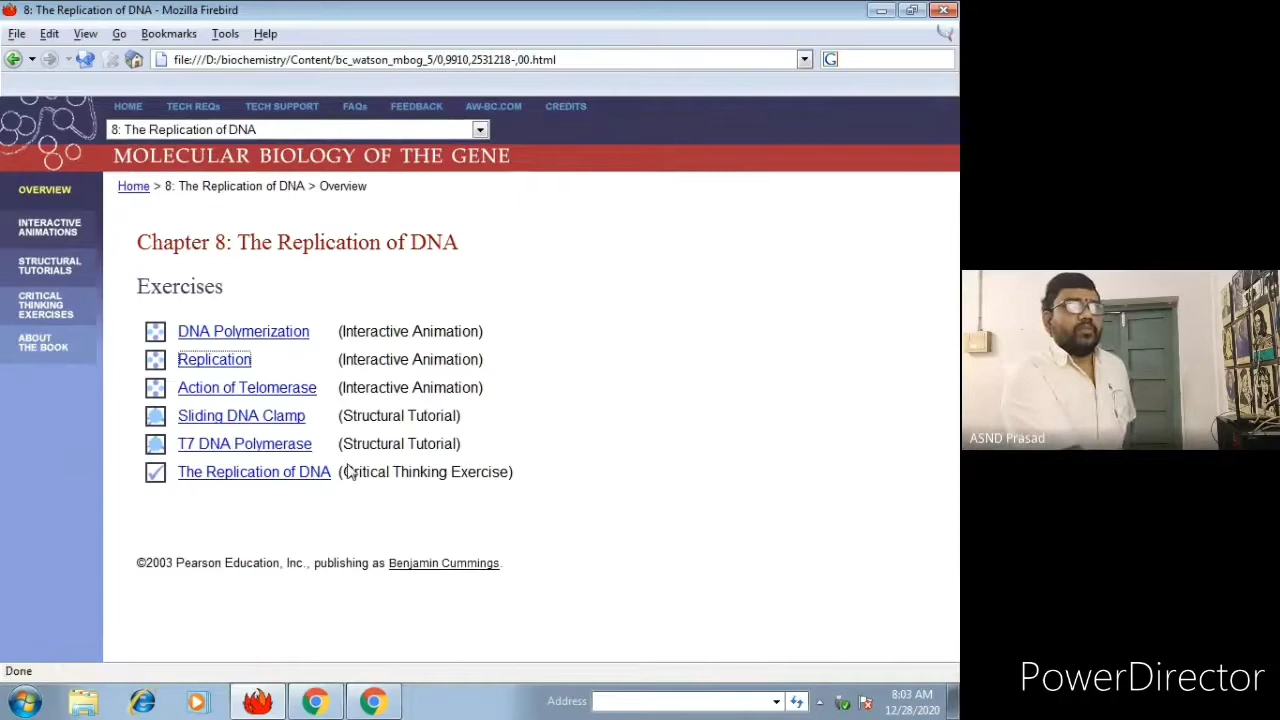 8: The Replication of DNA - Mozilla Firebird
File Edit View Go Bookmarks Tools Help
file:///D:/biochemistry/Content/bc_watson_mbog_5/0,9910,2531218-,00.html
G
HOME TECH REQs TECH SUPPORT FAQs FEEDBACK AW-BC.COM CREDITS
8: The Replication of DNA
MOLECULAR BIOLOGY OF THE GENE
OVERVIEW
INTERACTIVE
ANIMATIONS
STRUCTURAL
TUTORIALS
CRITICAL
THINKING
EXERCISES
ABOUT
THE BOOK
Home > 8: The Replication of DNA > Overview
Chapter 8: The Replication of DNA
Exercises
DNA Polymerization (Interactive Animation)
Replication (Interactive Animation)
Action of Telomerase (Interactive Animation)
Sliding DNA Clamp (Structural Tutorial)
T7 DNA Polymerase (Structural Tutorial)
The Replication of DNA (Critical Thinking Exercise)
©2003 Pearson Education, Inc., publishing as Benjamin Cummings.
Done
Address
8:03 AM
12/28/2020
ASND Prasad
PowerDirector